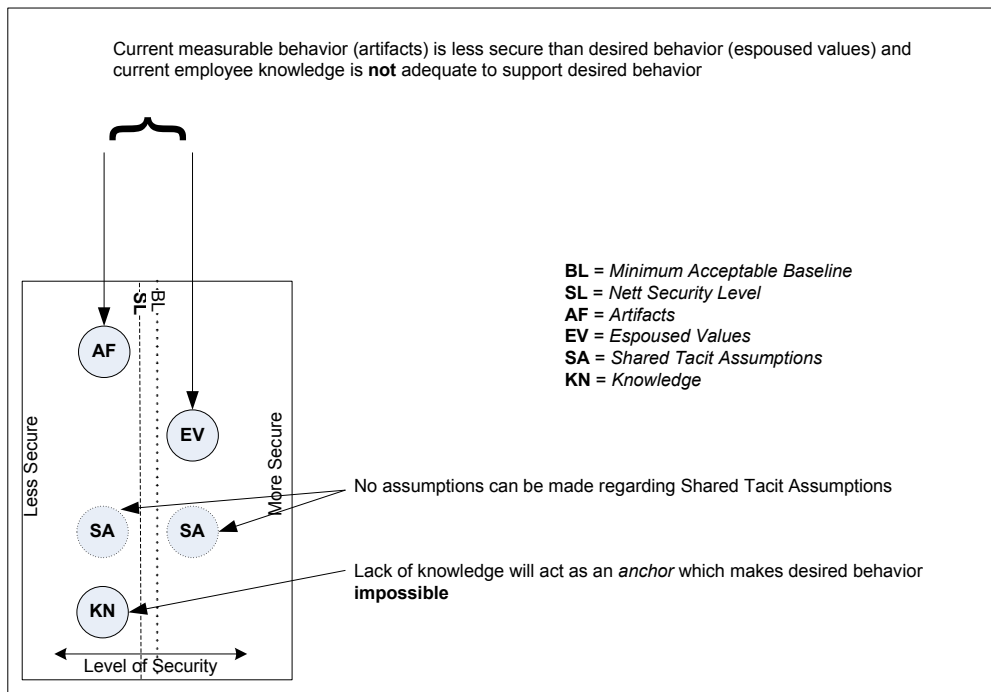 Current measurable behavior (artifacts) is less secure than desired behavior (espoused values) and
current employee knowledge is not adequate to support desired behavior
SL
BL
AF
EV
Less Secure
More Secure
SA
SA
KN
Level of Security
BL = Minimum Acceptable Baseline
SL = Nett Security Level
AF = Artifacts
EV = Espoused Values
SA = Shared Tacit Assumptions
KN = Knowledge
No assumptions can be made regarding Shared Tacit Assumptions
Lack of knowledge will act as an anchor which makes desired behavior
impossible